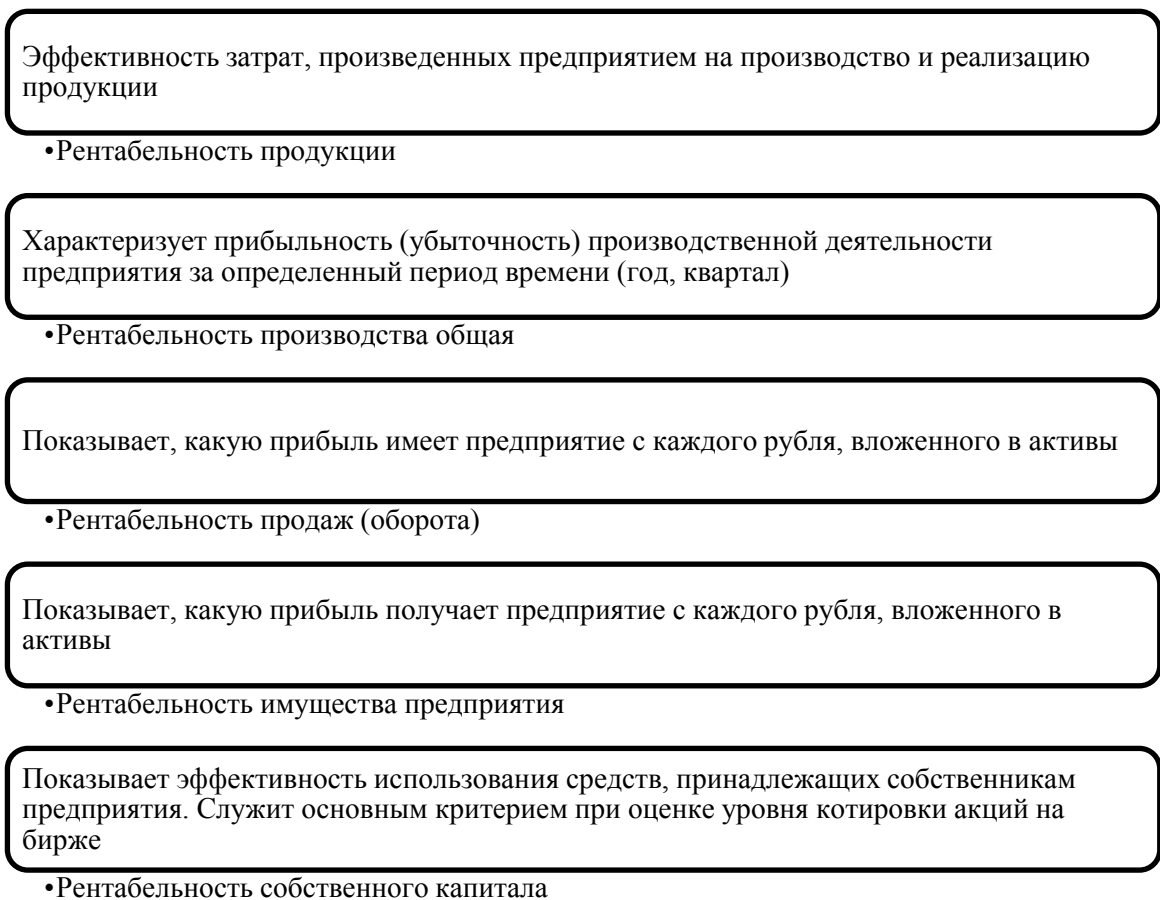 Эффективность затрат, произведенных предприятием на производство и реализацию
продукции
•Рентабельность продукции
Характеризует прибыльность (убыточность) производственной деятельности
предприятия за определенный период времени (год, квартал)
•Рентабельность производства общая
Показывает, какую прибыль имеет предприятие с каждого рубля, вложенного в активы
•Рентабельность продаж (оборота)
Показывает, какую прибыль получает предприятие с каждого рубля, вложенного в
активы
•Рентабельность имущества предприятия
Показывает эффективность использования средств, принадлежащих собственникам
предприятия. Служит основным критерием при оценке уровня котировки акций на
бирже
•Рентабельность собственного капитала